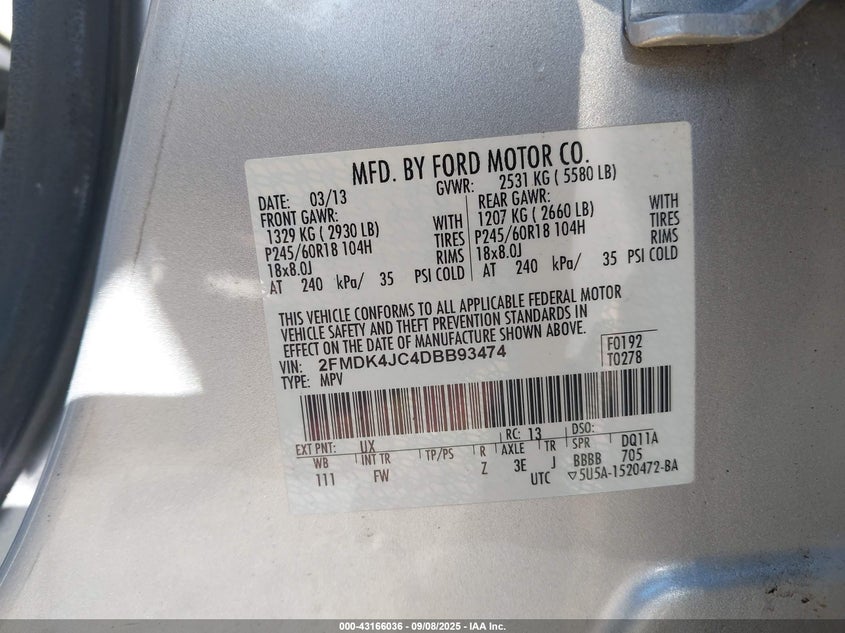 MFD. BY FORD MOTOR CO.
DATE: 03/13 GVWR: 2531 KG ( 5580 LB)
FRONT GAWR: REAR GAWR:
1329 KG ( 2930 LB) WITH 1207 KG ( 2660 LB) WITH
P245/60R18 104H TIRES P245/60R18 104H TIRES
18x8.0J RIMS 18x8.0J RIMS
AT 240 kPa/ 35 PSI COLD AT 240 kPa/ 35 PSI COLD
THIS VEHICLE CONFORMS TO ALL APPLICABLE FEDERAL MOTOR
VEHICLE SAFETY AND THEFT PREVENTION STANDARDS IN
EFFECT ON THE DATE OF MANUFACTURE SHOWN ABOVE.
VIN: 2FMDK4JC4DBB93474 F0192
TYPE: MPV T0278
EXT PNT: UX RC: 13 DSO:
WB INT TR TP/PS R AXLE TR SPR DQ11A
111 FW Z 3E J BBBB 705
UTC ▽5U5A-1520472-BA
000-43166036 - 09/08/2025 - IAA Inc.